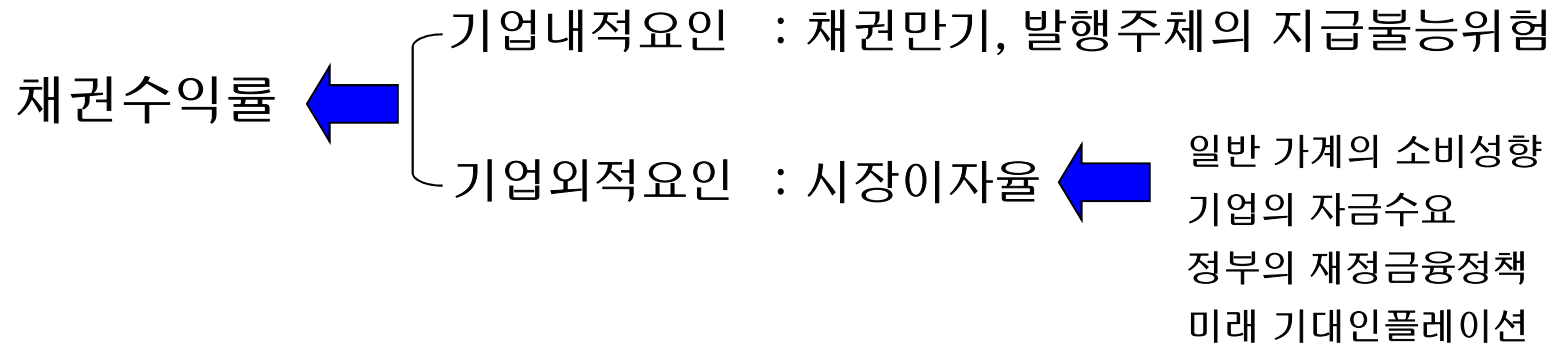 기업내적요인 : 채권만기, 발행주체의 지급불능위험
채권수익률
기업외적요인 : 시장이자율
일반 가계의 소비성향
기업의 자금수요
정부의 재정금융정책
미래 기대인플레이션